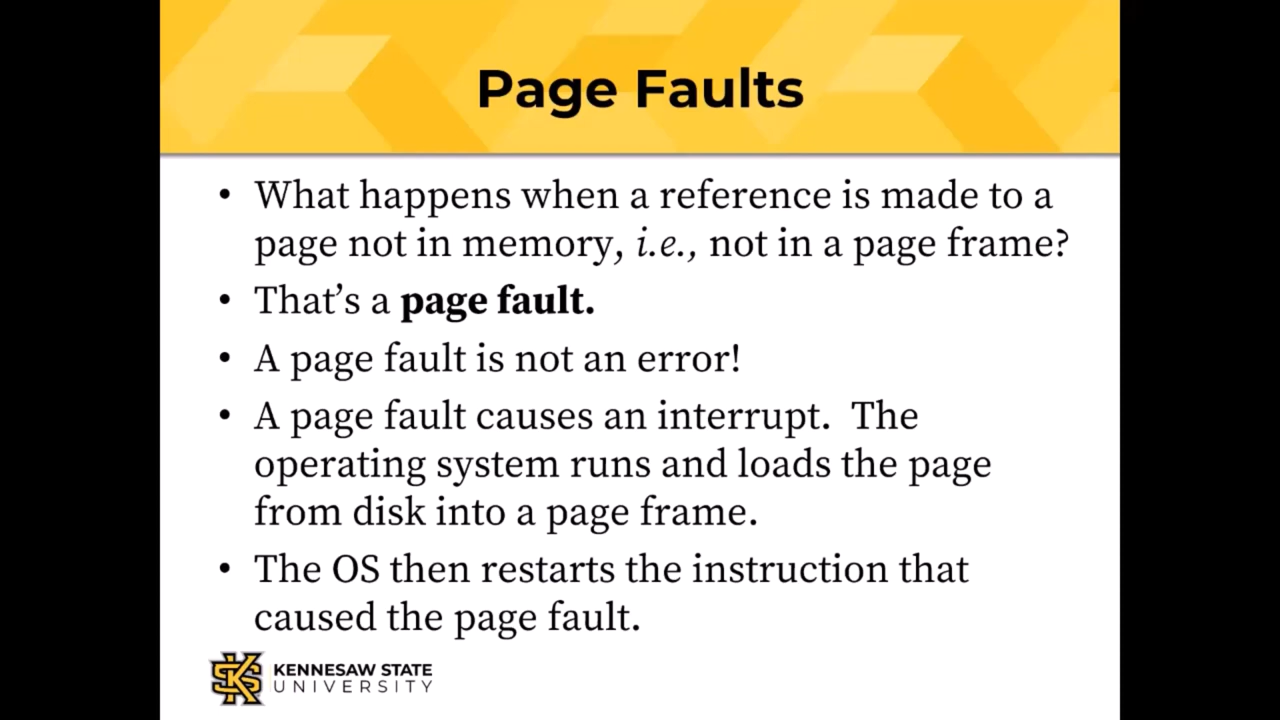 Page Faults
• What happens when a reference is made to a
page not in memory, i.e., not in a page frame?
• That’s a page fault.
• A page fault is not an error!
• A page fault causes an interrupt.  The
operating system runs and loads the page
from disk into a page frame.
• The OS then restarts the instruction that
caused the page fault.
KENNESAW STATE
UNIVERSITY